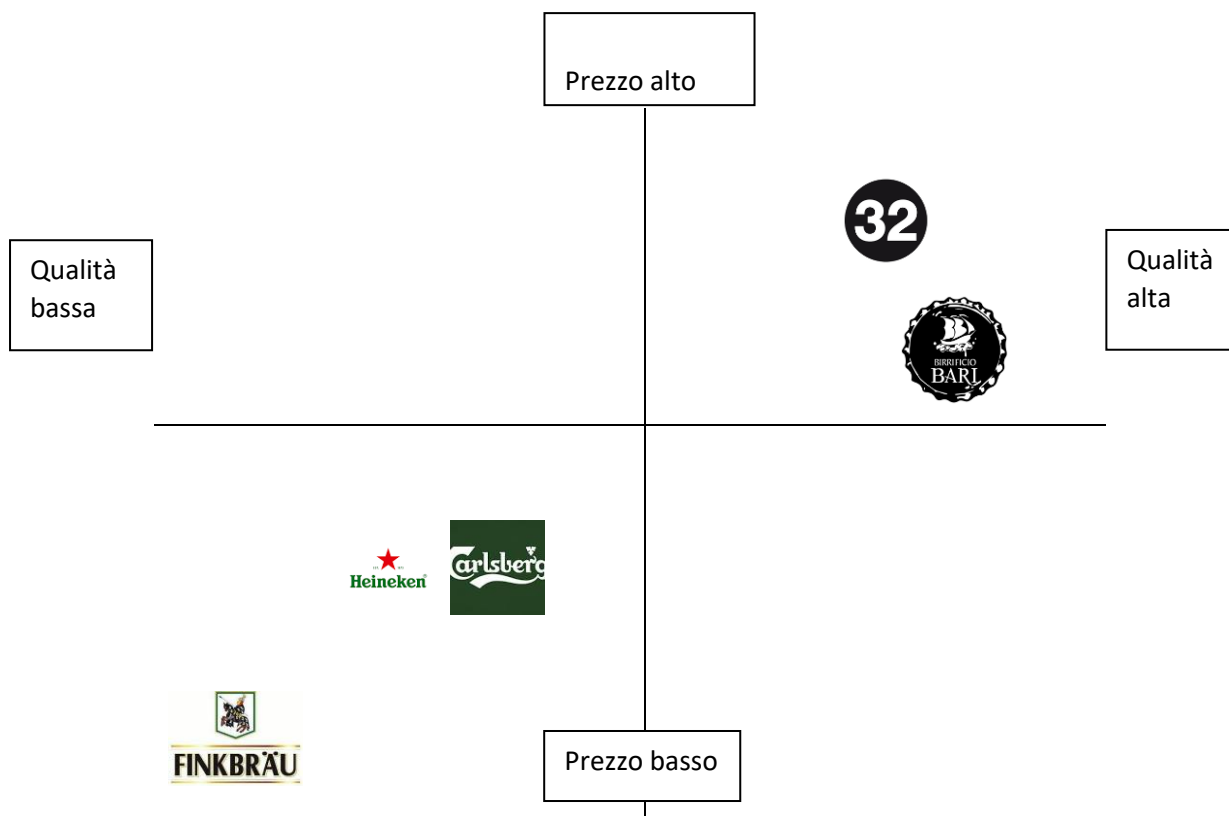 Prezzo alto
32
Qualità
bassa
Qualità
alta
BIRRIFICIO
BARI
Carlsberg
Heineken
FINKBRÄU
Prezzo basso